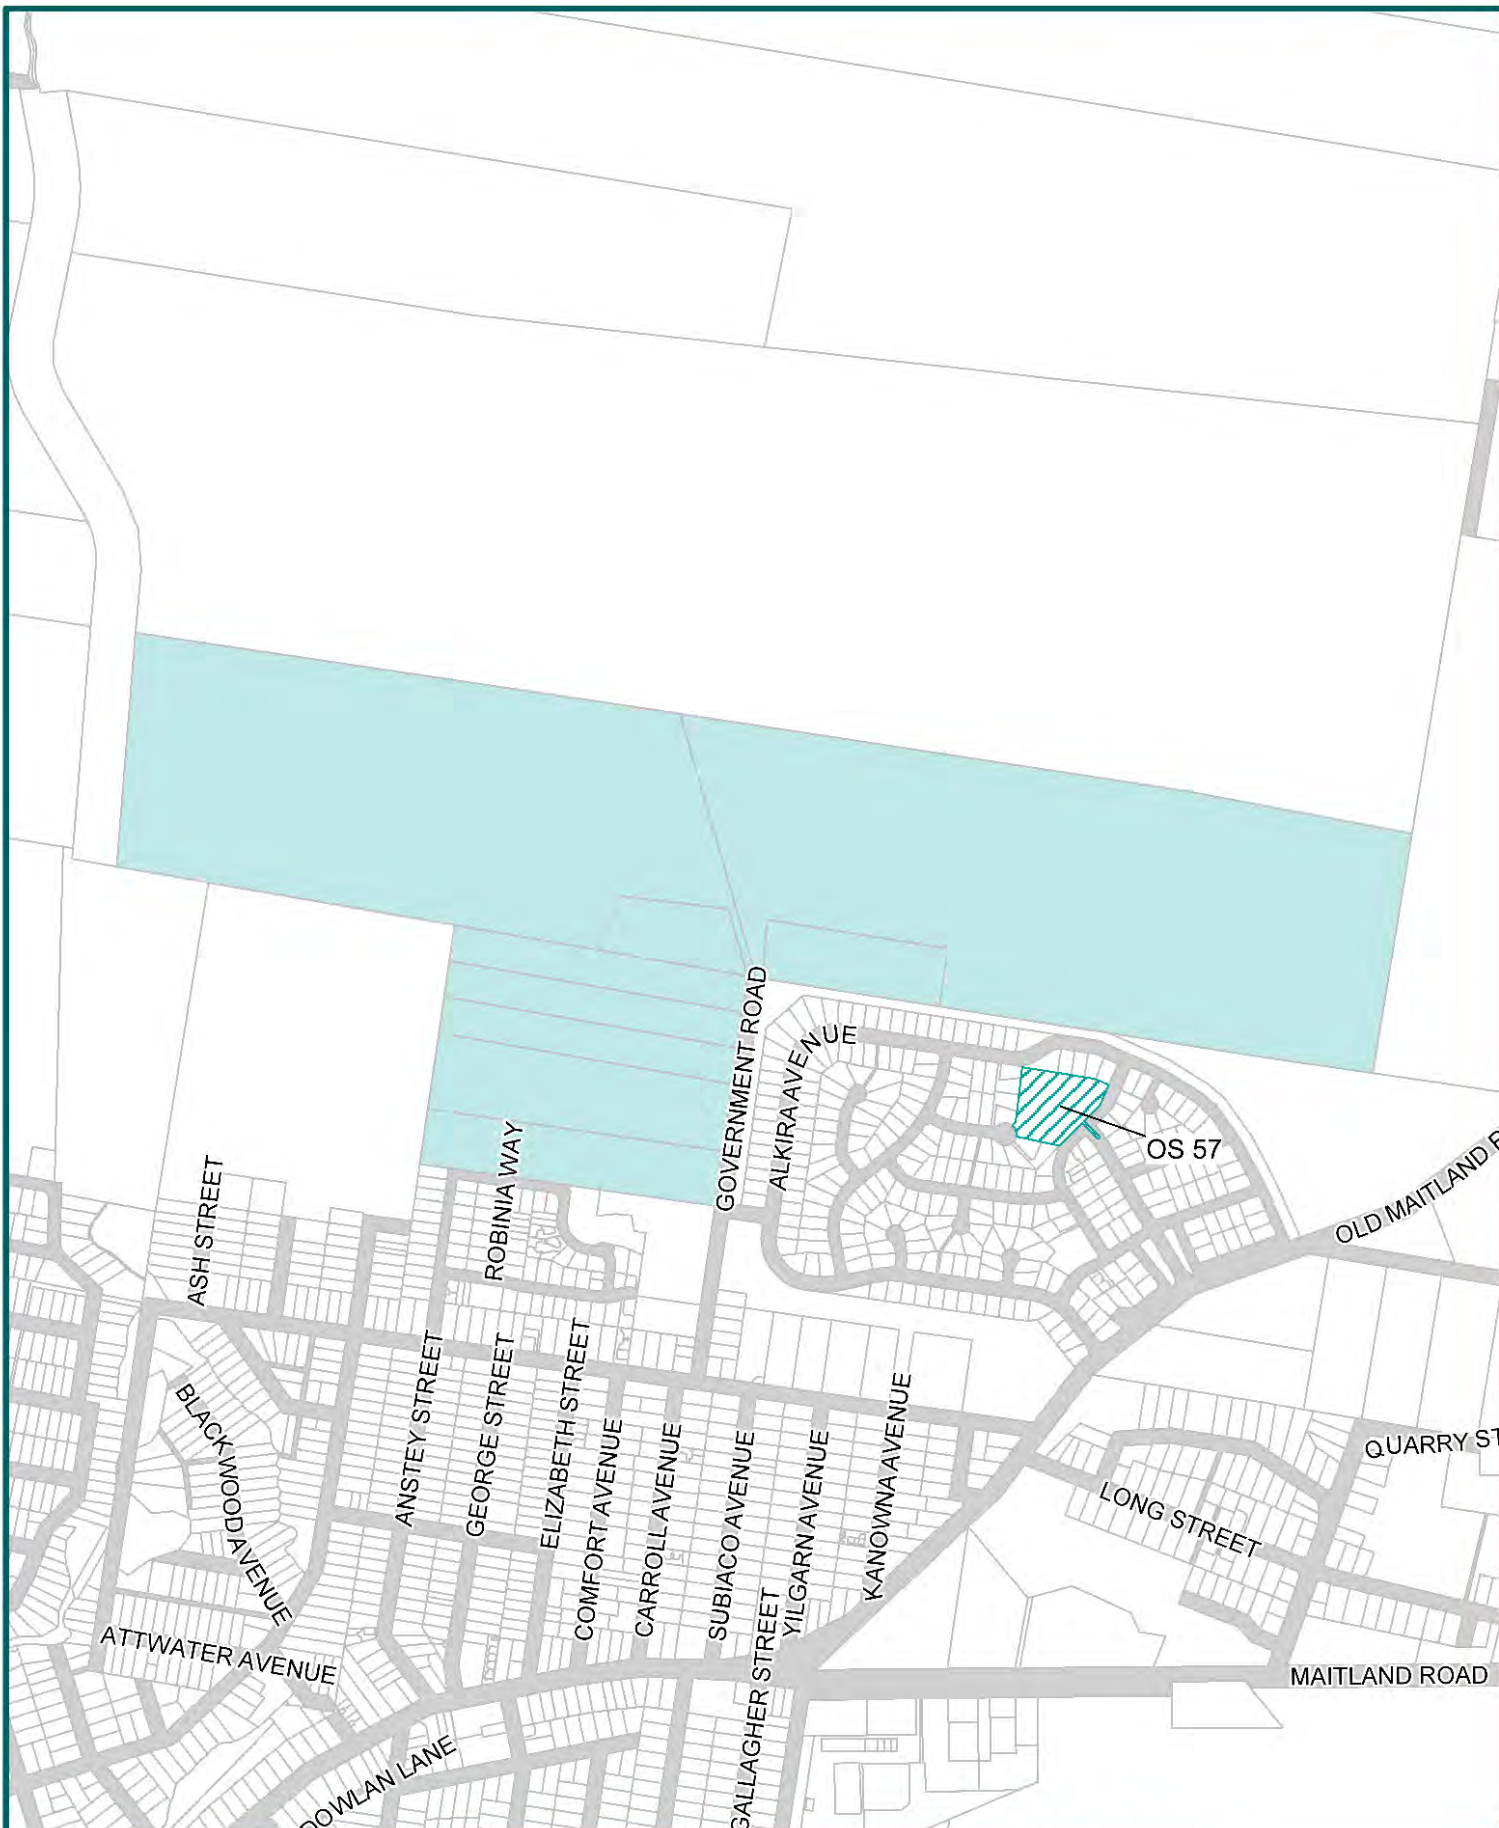 GOVERNMENT ROAD
ALKIRA AVENUE
OS 57
ROBINIA WAY
ASH STREET
OLD MAITLAND
ANSTEY STREET
GEORGE STREET
ELIZABETH STREET
COMFORT AVENUE
CARROLL AVENUE
SUBIACO AVENUE
YILGARN AVENUE
KANOWNA AVENUE
BLACKWOOD AVENUE
QUARRY ST
LONG STREET
ATTWATER AVENUE
GALLAGHER STREET
MAITLAND ROAD
DOWLAN LANE